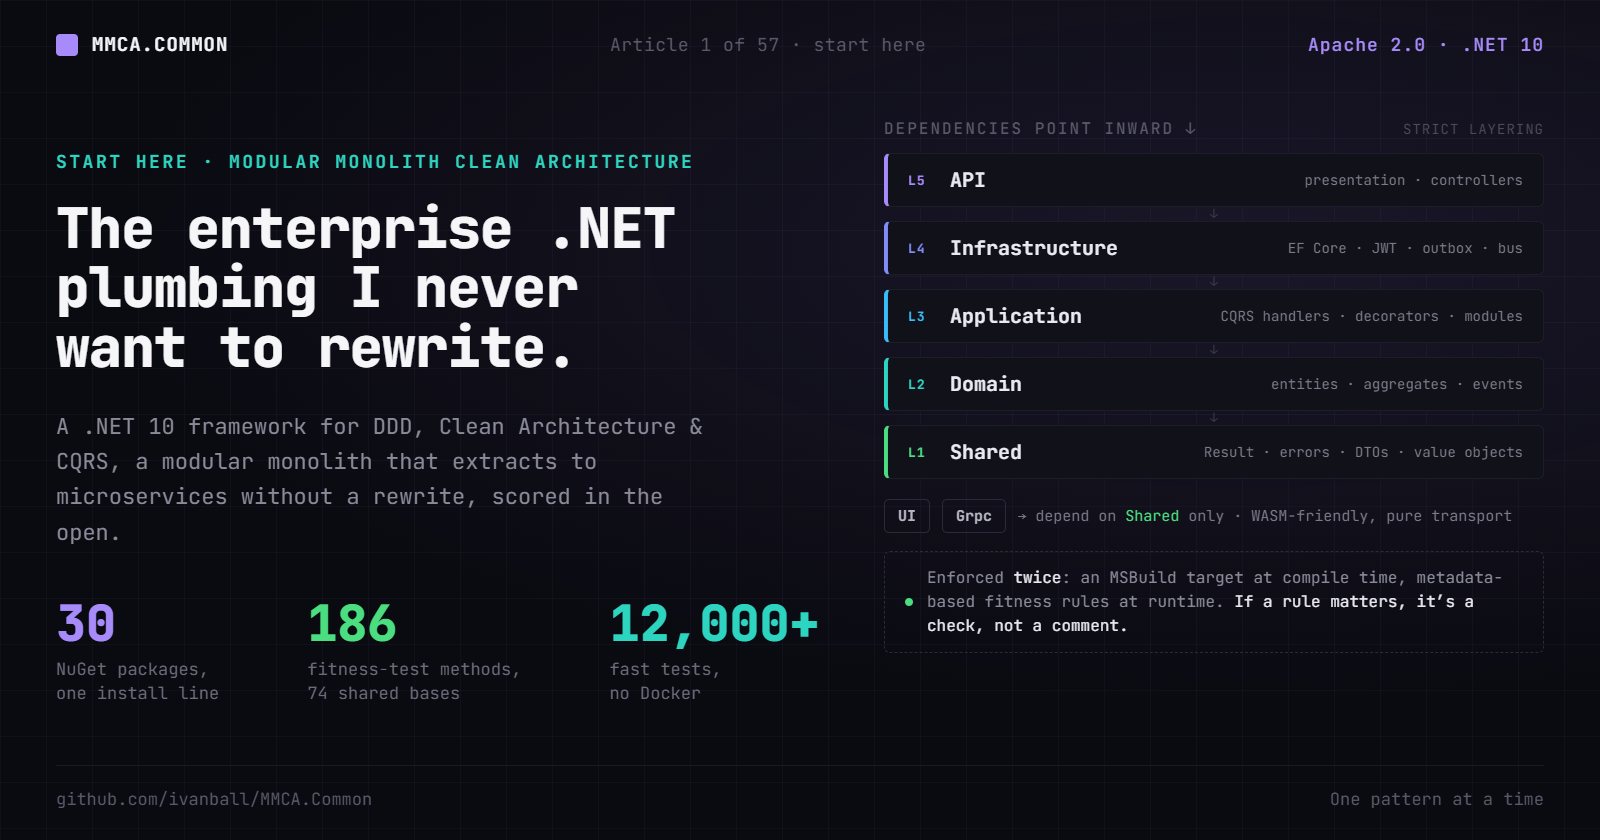 MMCA.COMMON
Article 1 of 57 · start here
Apache 2.0 · .NET 10
START HERE · MODULAR MONOLITH CLEAN ARCHITECTURE
The enterprise .NET
plumbing I never
want to rewrite.
A .NET 10 framework for DDD, Clean Architecture &
CQRS, a modular monolith that extracts to
microservices without a rewrite, scored in the
open.
30
NuGet packages,
one install line
186
fitness-test methods,
74 shared bases
12,000+
fast tests,
no Docker
DEPENDENCIES POINT INWARD ↓
STRICT LAYERING
L5 API presentation · controllers
↓
L4 Infrastructure EF Core · JWT · outbox · bus
↓
L3 Application CQRS handlers · decorators · modules
↓
L2 Domain entities · aggregates · events
↓
L1 Shared Result · errors · DTOs · value objects
UI Grpc → depend on Shared only · WASM-friendly, pure transport
Enforced twice: an MSBuild target at compile time, metadata-
based fitness rules at runtime. If a rule matters, it’s a
check, not a comment.
github.com/ivanball/MMCA.Common
One pattern at a time